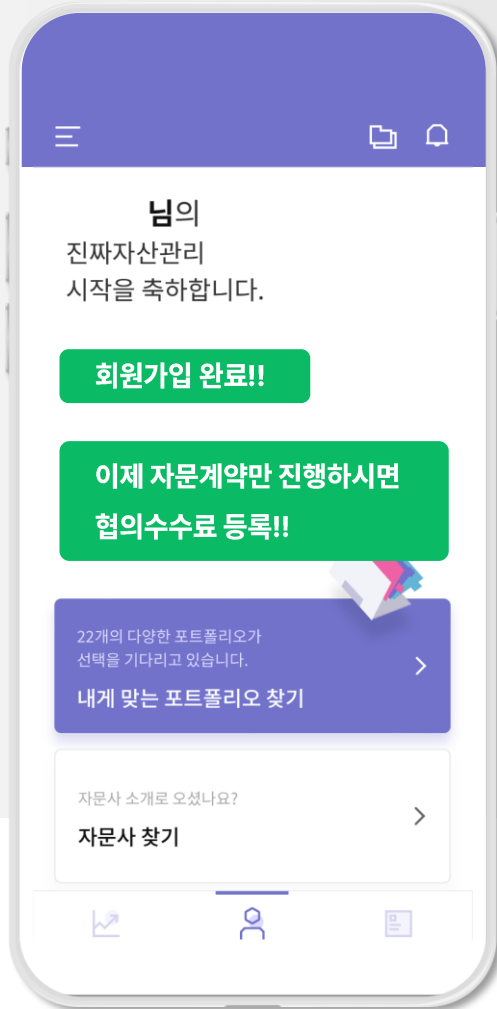 님의
진짜자산관리
시작을 축하합니다.
회원가입 완료!!
이제 자문계약만 진행하시면
협의수수료 등록!!
22개의 다양한 포트폴리오가
선택을 기다리고 있습니다.
내게 맞는 포트폴리오 찾기
자문사 소개로 오셨나요?
자문사 찾기